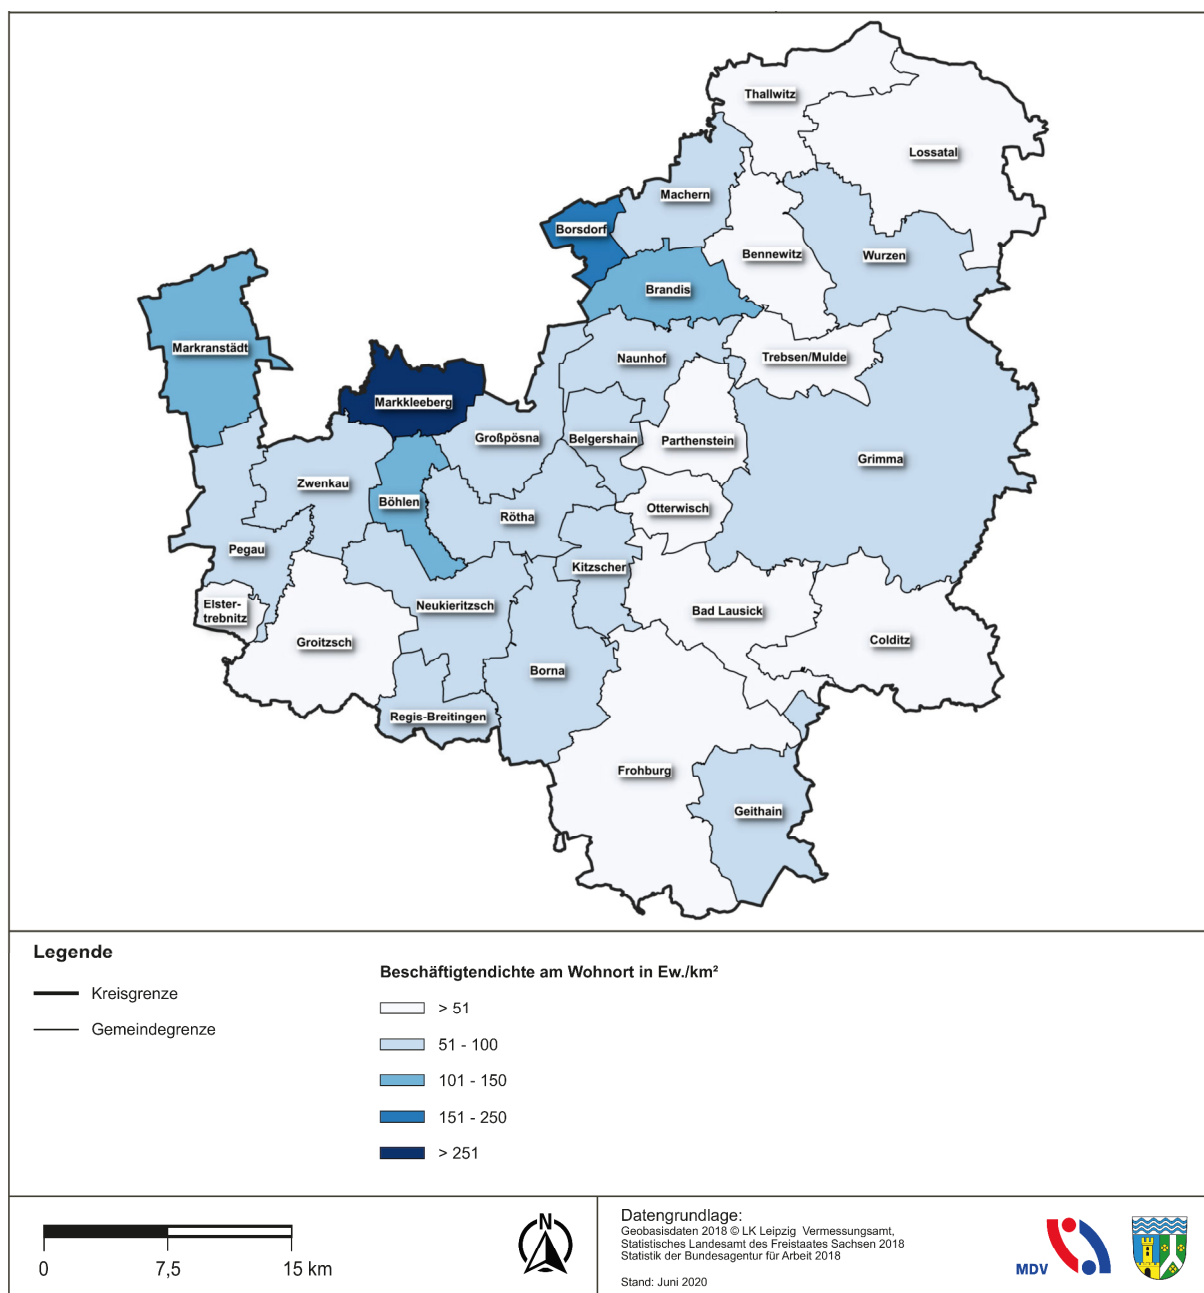 Thallwitz
Lossatal
Machern
Borsdorf
Bennewitz
Wurzen
Brandis
Markranstädt
Naunhof
Trebsen/Mulde
Markkleeberg
Großpösna
Belgershain
Parthenstein
Grimma
Zwenkau
Böhlen
Rötha
Otterwisch
Pegau
Kitzscher
Elster-
trebnitz
Neukieritzsch
Bad Lausick
Groitzsch
Colditz
Borna
Regis-Breitingen
Frohburg
Geithain
Legende
Kreisgrenze
Gemeindegrenze
Beschäftigtendichte am Wohnort in Ew./km²
> 51
51 - 100
101 - 150
151 - 250
> 251
0 7,5 15 km
N
Datengrundlage:
Geobasisdaten 2018 © LK Leipzig Vermessungsamt,
Statistisches Landesamt des Freistaates Sachsen 2018
Statistik der Bundesagentur für Arbeit 2018
Stand: Juni 2020
MDV